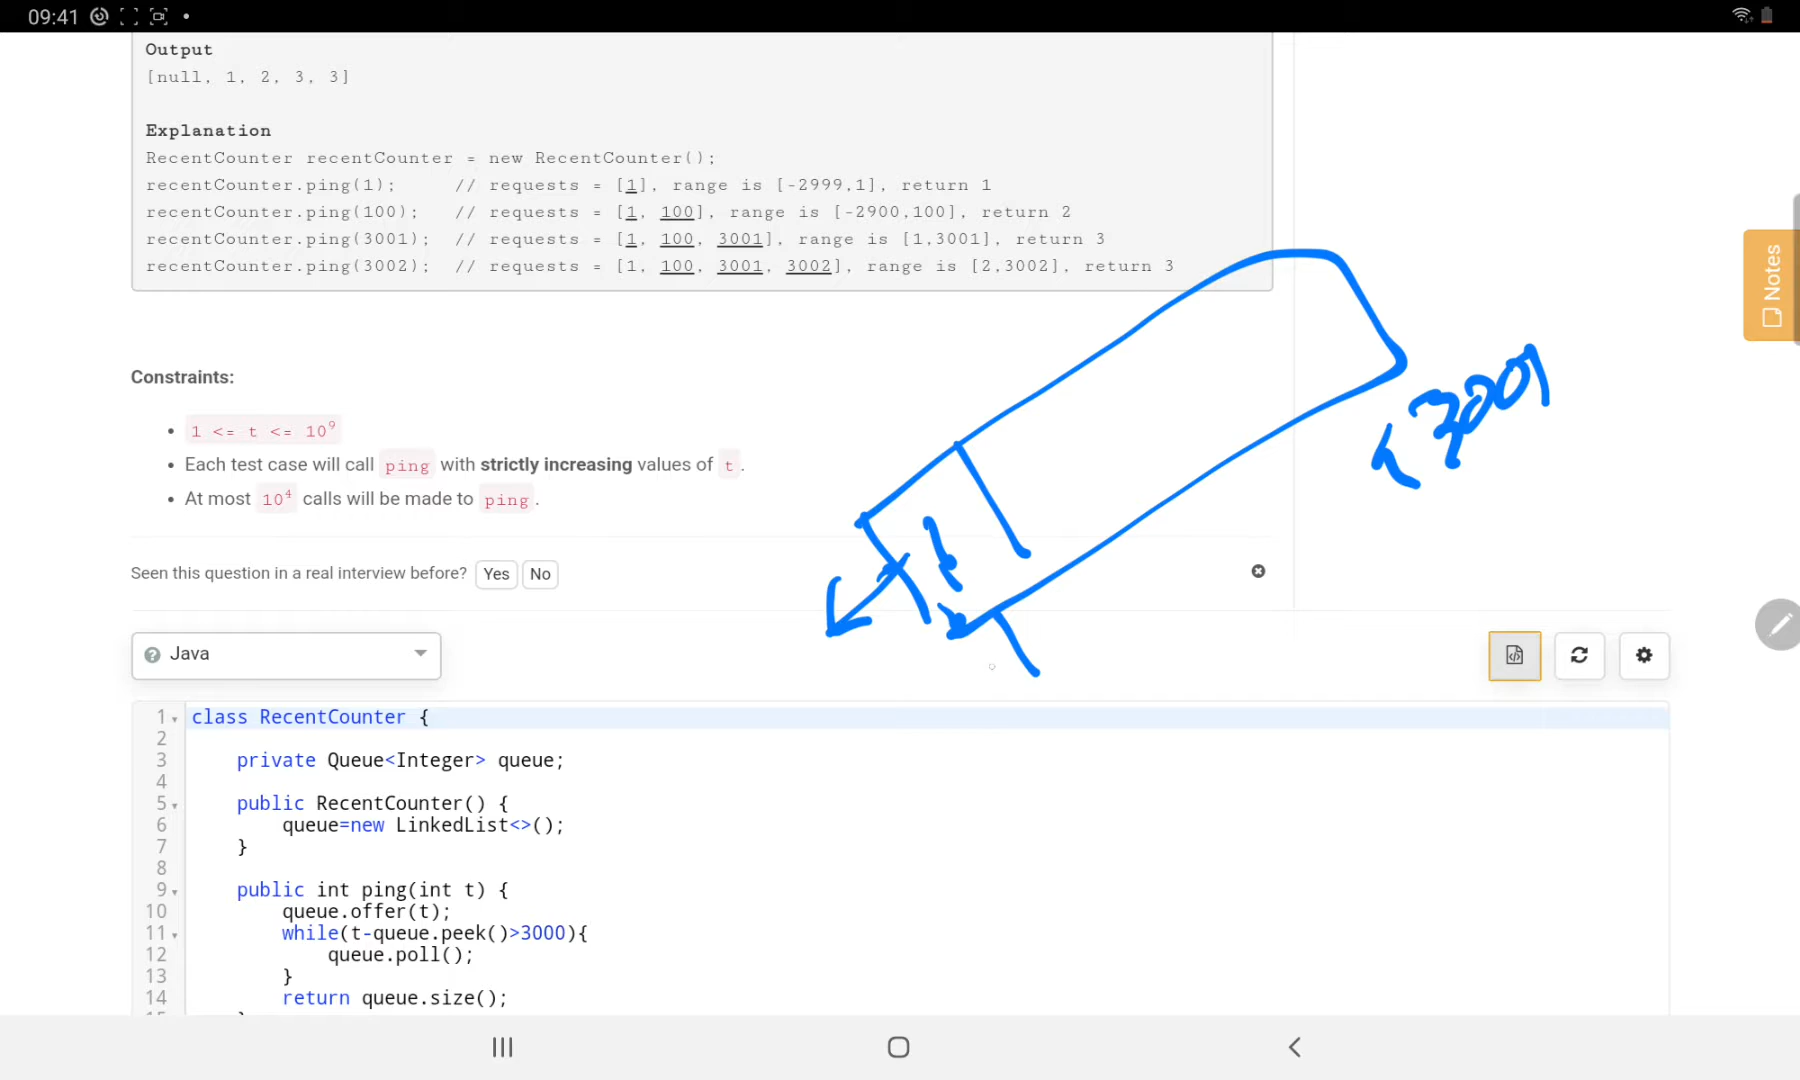 09:41
Output
[null, 1, 2, 3, 3]
Explanation
RecentCounter recentCounter = new RecentCounter();
recentCounter.ping(1);     // requests = [1], range is [-2999,1], return 1
recentCounter.ping(100);   // requests = [1, 100], range is [-2900,100], return 2
recentCounter.ping(3001);  // requests = [1, 100, 3001], range is [1,3001], return 3
recentCounter.ping(3002);  // requests = [1, 100, 3001, 3002], range is [2,3002], return 3
Notes
Constraints:
1 <= t <= 10⁹
Each test case will call ping with strictly increasing values of t.
At most 10⁴ calls will be made to ping.
Seen this question in a real interview before? Yes No
Java
1 class RecentCounter {
2
3     private Queue<Integer> queue;
4
5     public RecentCounter() {
6         queue=new LinkedList<>();
7     }
8
9     public int ping(int t) {
10         queue.offer(t);
11         while(t-queue.peek()>3000){
12             queue.poll();
13         }
14         return queue.size();